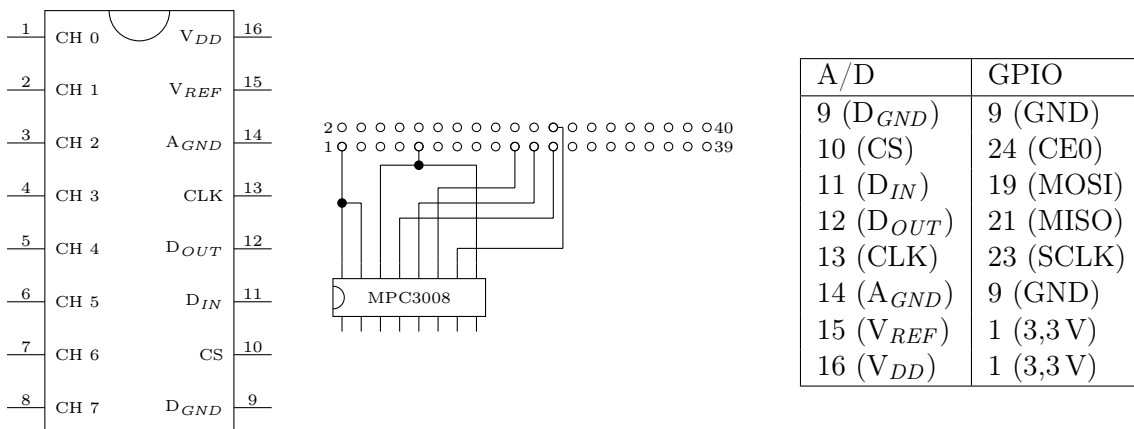 1 CH 0 V_DD 16
2 CH 1 V_REF 15
3 CH 2 A_GND 14
4 CH 3 CLK 13
5 CH 4 D_OUT 12
6 CH 5 D_IN 11
7 CH 6 CS 10
8 CH 7 D_GND 9
2 40
1 39
MPC3008
A/D GPIO
9 (D_GND) 9 (GND)
10 (CS) 24 (CE0)
11 (D_IN) 19 (MOSI)
12 (D_OUT) 21 (MISO)
13 (CLK) 23 (SCLK)
14 (A_GND) 9 (GND)
15 (V_REF) 1 (3,3 V)
16 (V_DD) 1 (3,3 V)